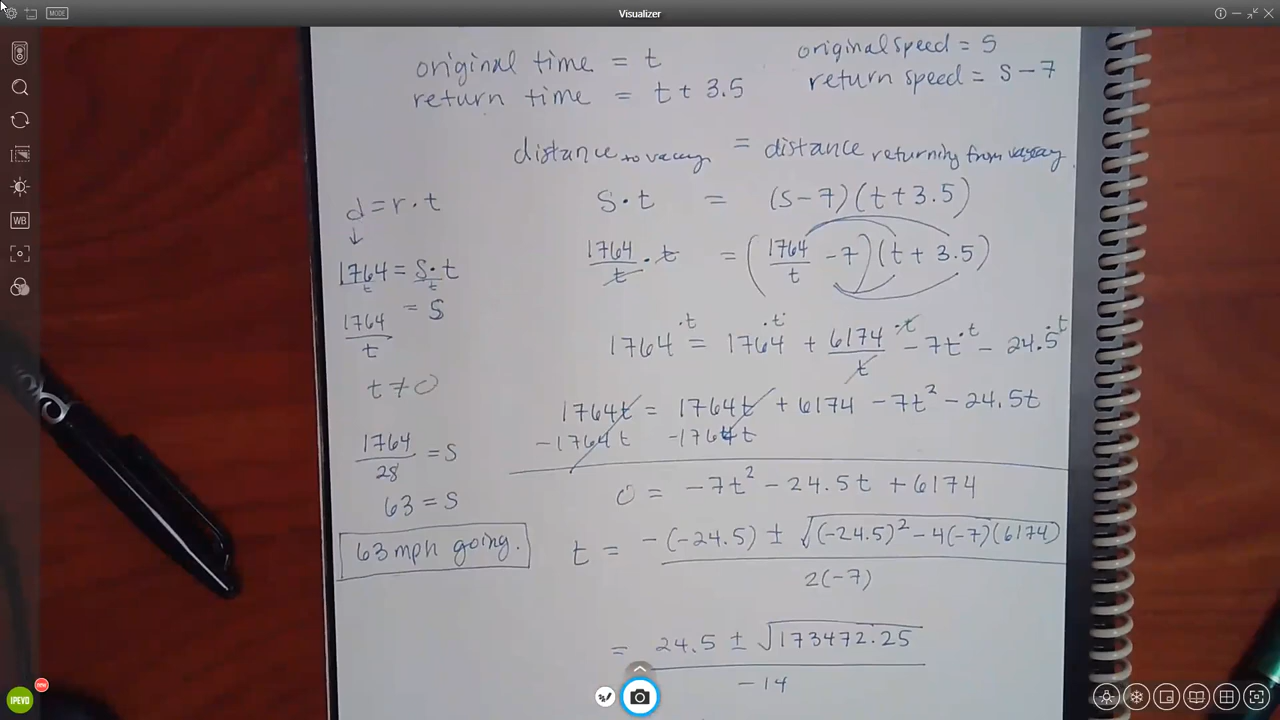 MODE
Visualizer
original time = t
original speed = s
return time = t + 3.5
return speed = s - 7
distance to vacay = distance returning from vacay
d = r·t
s·t = (s-7)(t+3.5)
↓
1764/t · t = (1764/t - 7)(t + 3.5)
1764/t = s·t/t
1764/t = s
1764 ·t = 1764 ·t + 6174/t ·t - 7t ·t - 24.5 ·t
t ≠ 0
1764t = 1764t + 6174 - 7t² - 24.5t
-1764t -1764t
1764/28 = s
63 = s
0 = -7t² - 24.5t + 6174
63 mph going.
t = -(-24.5) ± √(-24.5)² - 4(-7)(6174) / 2(-7)
= 24.5 ± √173472.25 / -14
WB
IPEVO